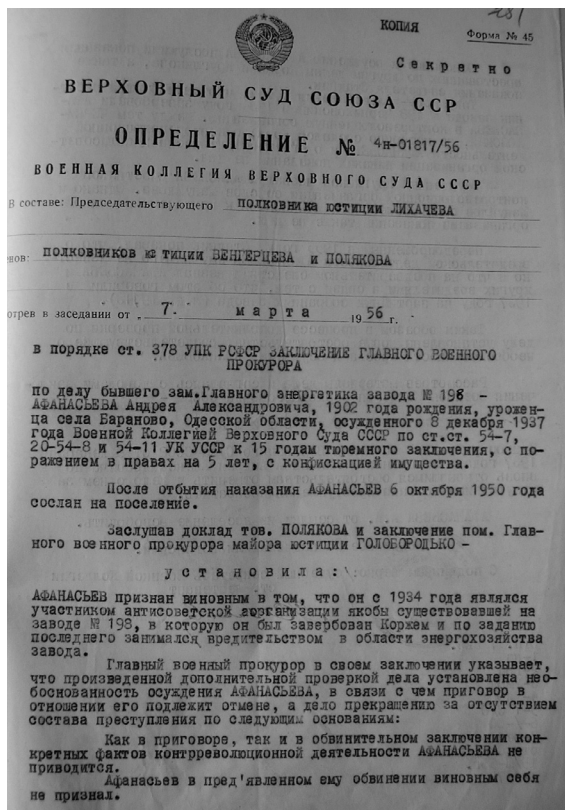 281
КОПИЯ
Форма № 45
Секретно
ВЕРХОВНЫЙ СУД СОЮЗА ССР
ОПРЕДЕЛЕНИЕ № 4н-01817/56
ВОЕННАЯ КОЛЛЕГИЯ ВЕРХОВНОГО СУДА СССР
В составе: Председательствующего полковника юстиции ЛИХАЧЕВА
енов: полковников юстиции ВЕНГЕРЦЕВА и ПОЛЯКОВА
отрев в заседании от „ 7. марта 1956 г.
в порядке ст. 378 УПК РСФСР ЗАКЛЮЧЕНИЕ ГЛАВНОГО ВОЕННОГО
ПРОКУРОРА
по делу бывшего зам.Главного энергетика завода № 198 -
АФАНАСЬЕВА Андрея Александровича, 1902 года рождения, урожен-
ца села Бараново, Одесской области, осужденного 8 декабря 1937
года Военной Коллегией Верховного Суда СССР по ст.ст. 54-7,
20-54-8 и 54-11 УК УССР к 15 годам тюремного заключения, с по-
ражением в правах на 5 лет, с конфискацией имущества.
После отбытия наказания АФАНАСЬЕВ 6 октября 1950 года
сослан на поселение.
Заслушав доклад тов. ПОЛЯКОВА и заключение пом. Глав-
ного военного прокурора майора юстиции ГОЛОБОРОДЬКО -
установила:
АФАНАСЬЕВ признан виновным в том, что он с 1934 года являлся
участником антисоветской организации якобы существовавшей на
заводе № 198, в которую он был завербован Коржем и по заданию
последнего занимался вредительством в области энергохозяйства
завода.
Главный военный прокурор в своем заключении указывает,
что произведенной дополнительной проверкой дела установлена нео-
боснованность осуждения АФАНАСЬЕВА, в связи с чем приговор в
отношении его подлежит отмене, а дело прекращению за отсутствием
состава преступления по следующим основаниям:
Как в приговоре, так и в обвинительном заключении кон-
кретных фактов контрреволюционной деятельности АФАНАСЬЕВА не
приводится.
Афанасьев в пред'явленном ему обвинении виновным себя
не признал.